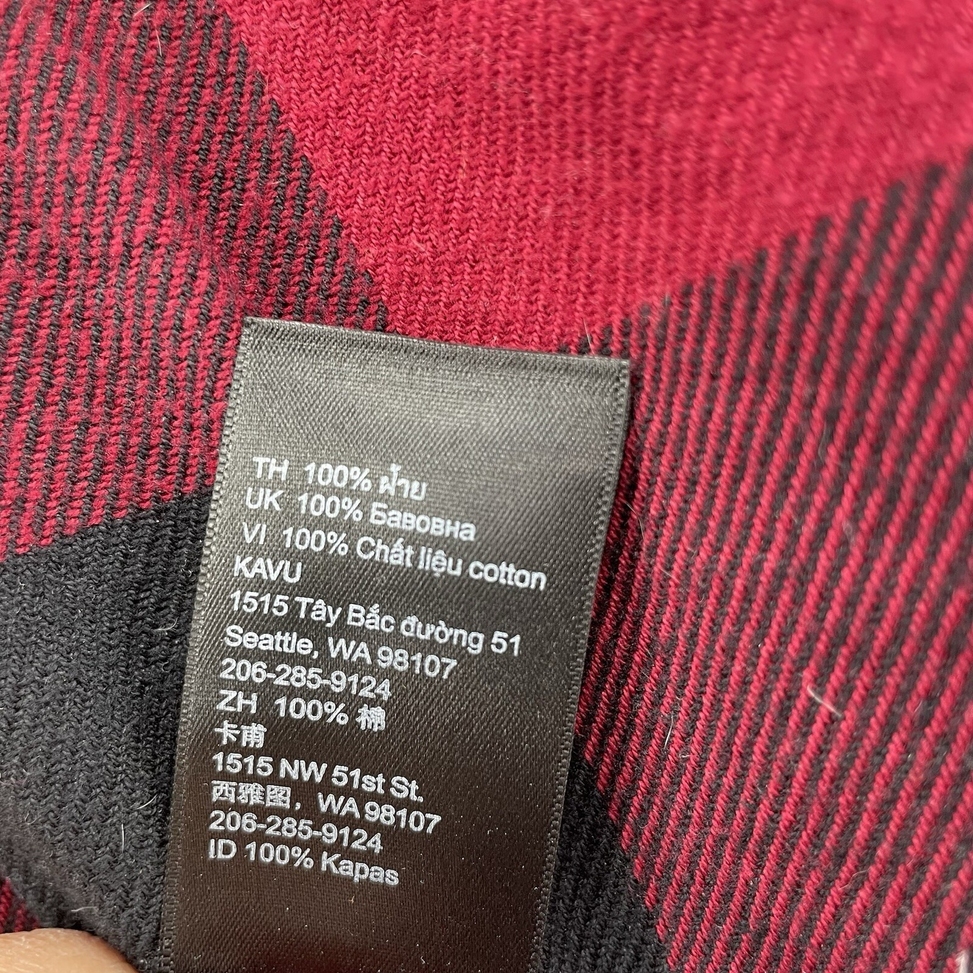 TH 100% ฝ้าย
UK 100% Бавовна
VI 100% Chất liệu cotton
KAVU
1515 Tây Bắc đường 51
Seattle, WA 98107
206-285-9124
ZH 100% 棉
卡甫
1515 NW 51st St.
西雅图，WA 98107
206-285-9124
ID 100% Kapas